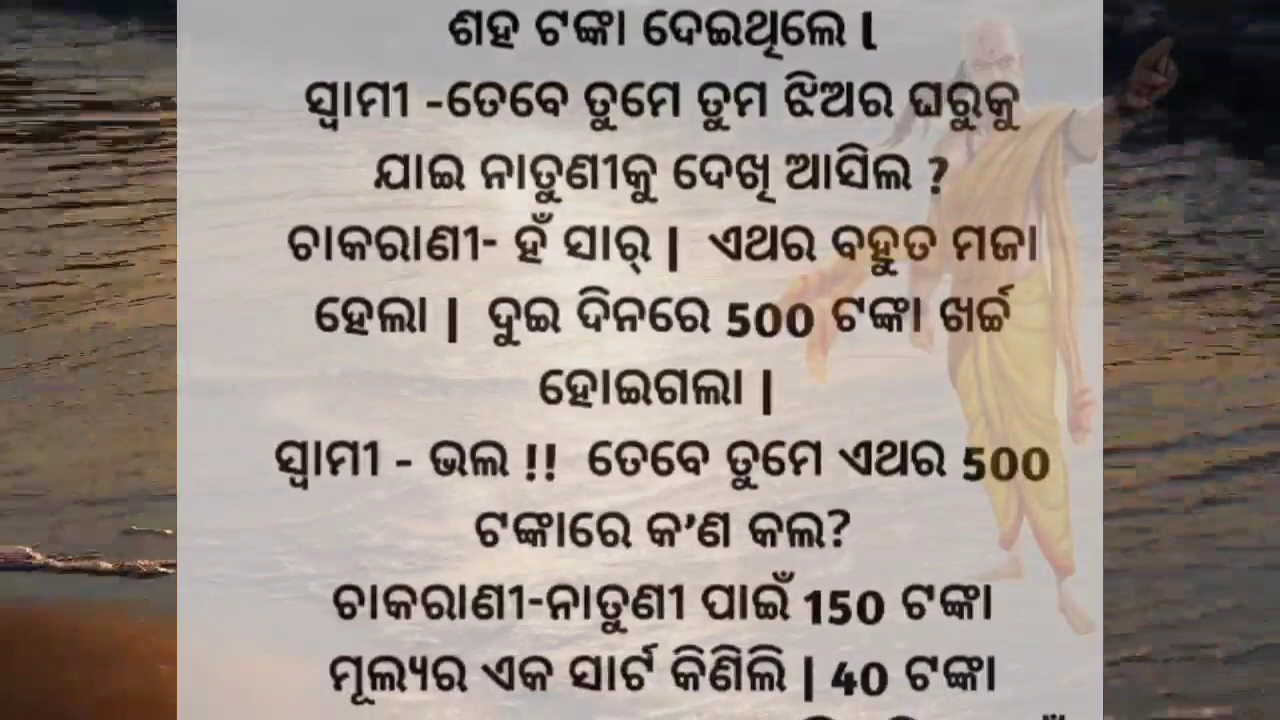 ଶହ ଟଙ୍କା ଦେଇଥିଲେ l
ସ୍ୱାମୀ -ତେବେ ତୁମେ ତୁମ ଝିଅର ଘରୁକୁ
ଯାଇ ନାତୁଣୀକୁ ଦେଖି ଆସିଲ ?
ଚାକରାଣୀ- ହଁ ସାର୍ | ଏଥର ବହୁତ ମଜା
ହେଲା | ଦୁଇ ଦିନରେ 500 ଟଙ୍କା ଖର୍ଚ୍ଚ
ହୋଇଗଲା |
ସ୍ୱାମୀ - ଭଲ !! ତେବେ ତୁମେ ଏଥର 500
ଟଙ୍କାରେ କ’ଣ କଲ?
ଚାକରାଣୀ-ନାତୁଣୀ ପାଇଁ 150 ଟଙ୍କା
ମୂଲ୍ୟର ଏକ ସାର୍ଟ କିଣିଲି | 40 ଟଙ୍କା